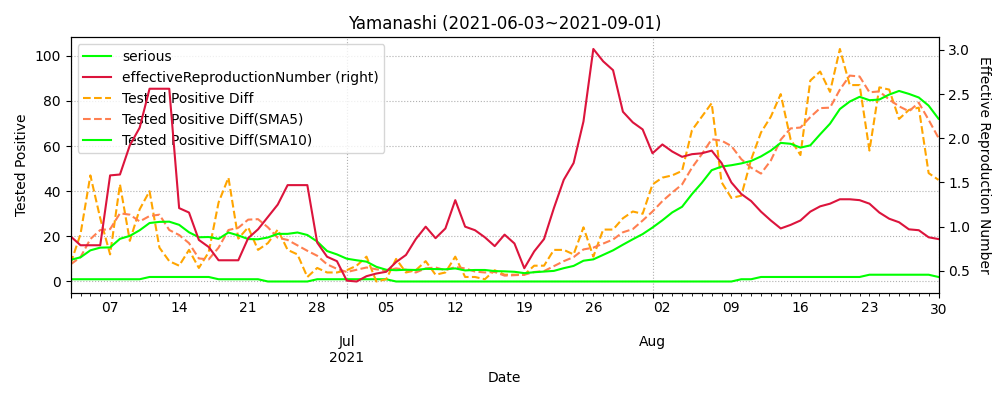 Yamanashi (2021-06-03~2021-09-01)
serious
effectiveReproductionNumber (right)
Tested Positive Diff
Tested Positive Diff(SMA5)
Tested Positive Diff(SMA10)
Tested Positive
100
80
60
40
20
0
3.0
2.5
2.0
1.5
1.0
0.5
Effective Reproduction Number
07 14 21 28 05 12 19 26 02 09 16 23 30
Jul Aug
2021
Date